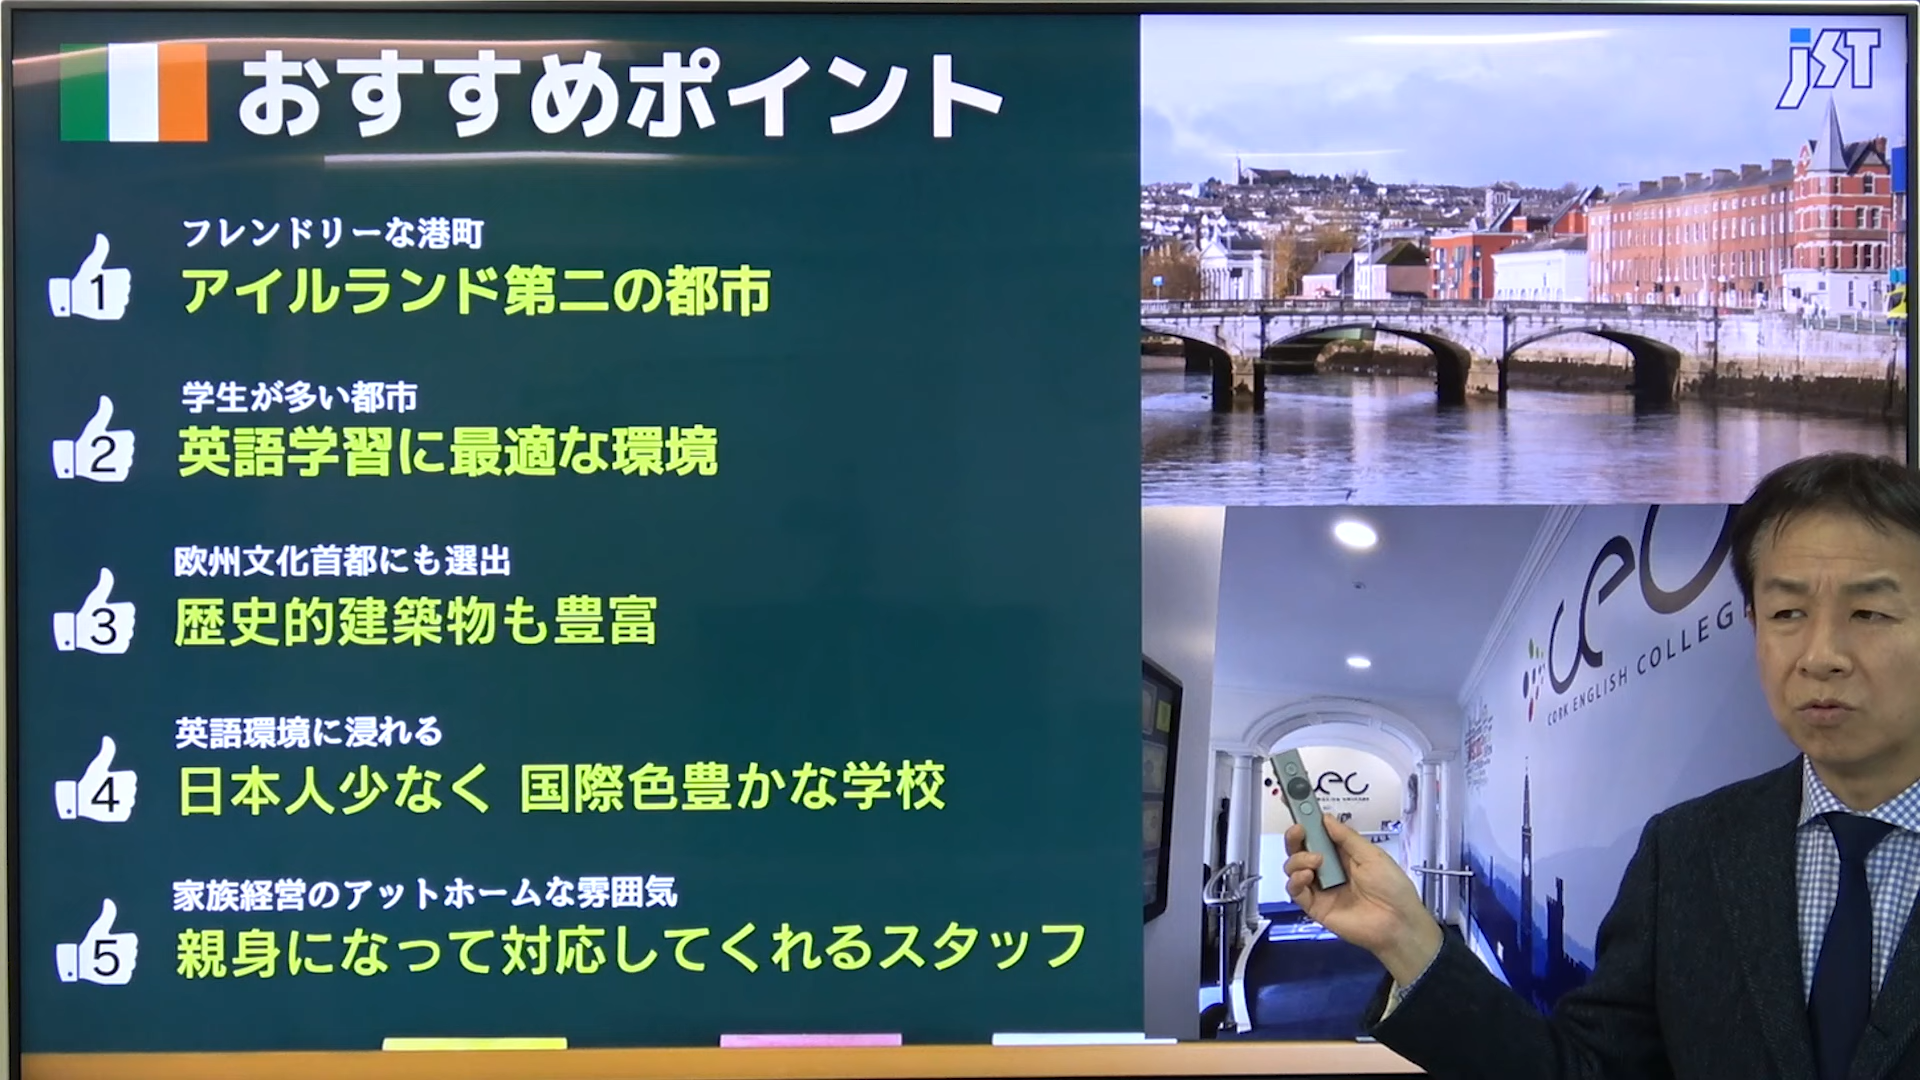 おすすめポイント
jST
1
フレンドリーな港町
アイルランド第二の都市
2
学生が多い都市
英語学習に最適な環境
3
欧州文化首都にも選出
歴史的建築物も豊富
4
英語環境に浸れる
日本人少なく 国際色豊かな学校
5
家族経営のアットホームな雰囲気
親身になって対応してくれるスタッフ
cec
CORK ENGLISH COLLEGE
cec